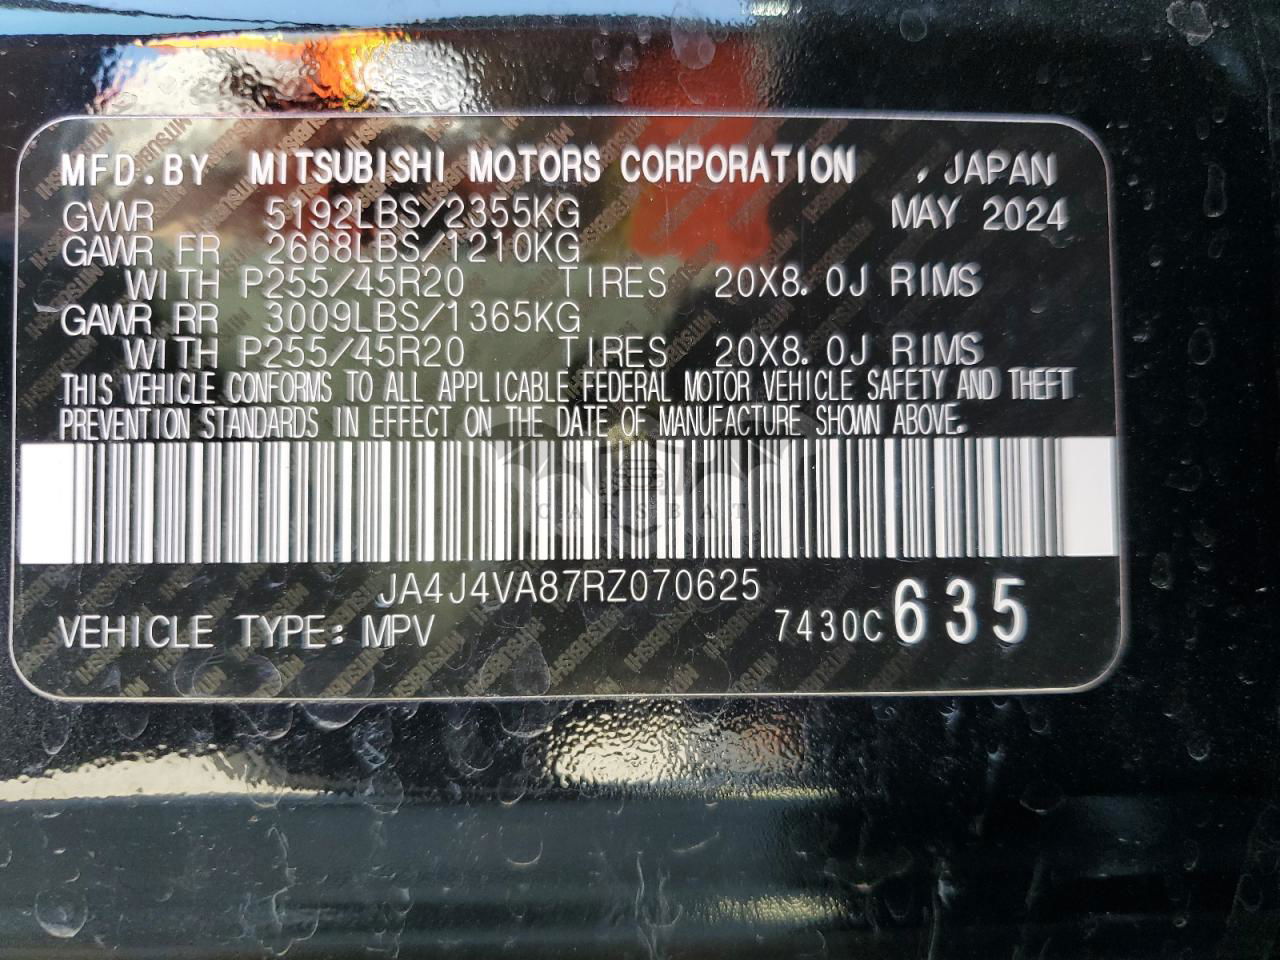 MFD.BY MITSUBISHI MOTORS CORPORATION , JAPAN
GVWR 5192LBS/2355KG MAY 2024
GAWR FR 2668LBS/1210KG
WITH P255/45R20 TIRES 20X8.0J RIMS
GAWR RR 3009LBS/1365KG
WITH P255/45R20 TIRES 20X8.0J RIMS
THIS VEHICLE CONFORMS TO ALL APPLICABLE FEDERAL MOTOR VEHICLE SAFETY AND THEFT
PREVENTION STANDARDS IN EFFECT ON THE DATE OF MANUFACTURE SHOWN ABOVE.
CARSBAT
JA4J4VA87RZ070625
VEHICLE TYPE: MPV 7430C 635